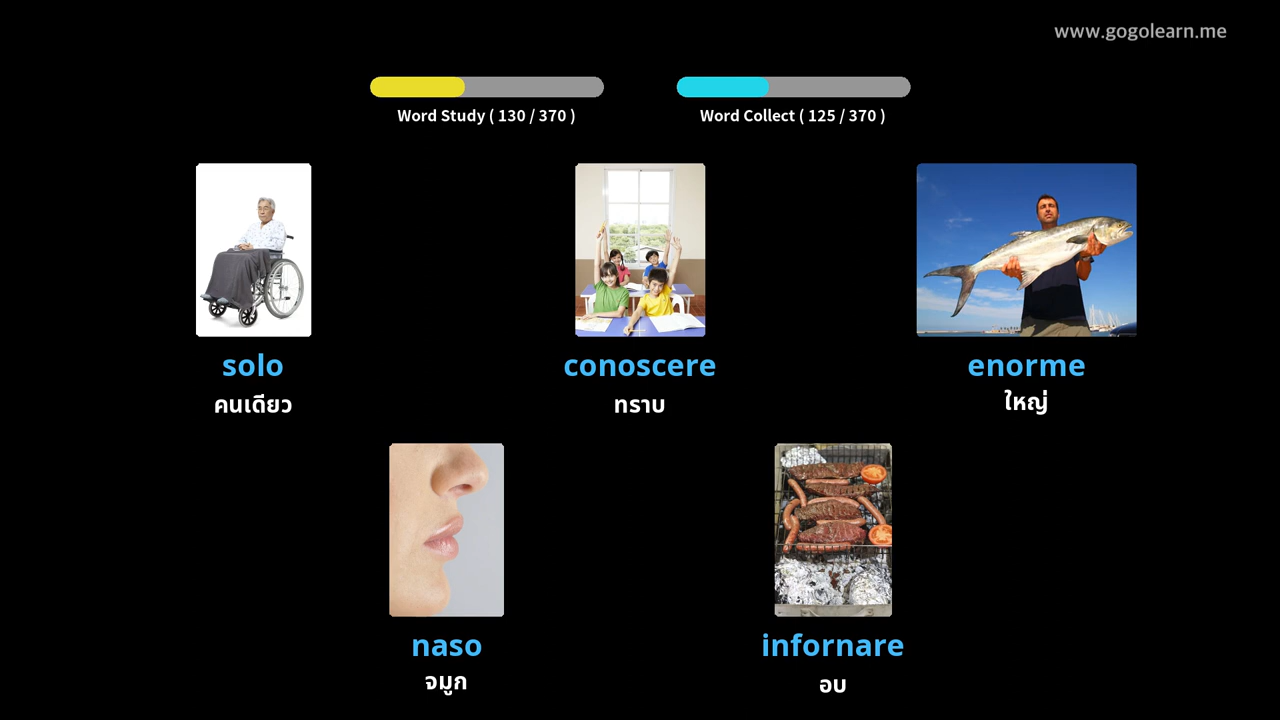 www.gogolearn.me
Word Study ( 130 / 370 )
Word Collect ( 125 / 370 )
solo
คนเดียว
conoscere
ทราบ
enorme
ใหญ่
naso
จมูก
infornare
อบ